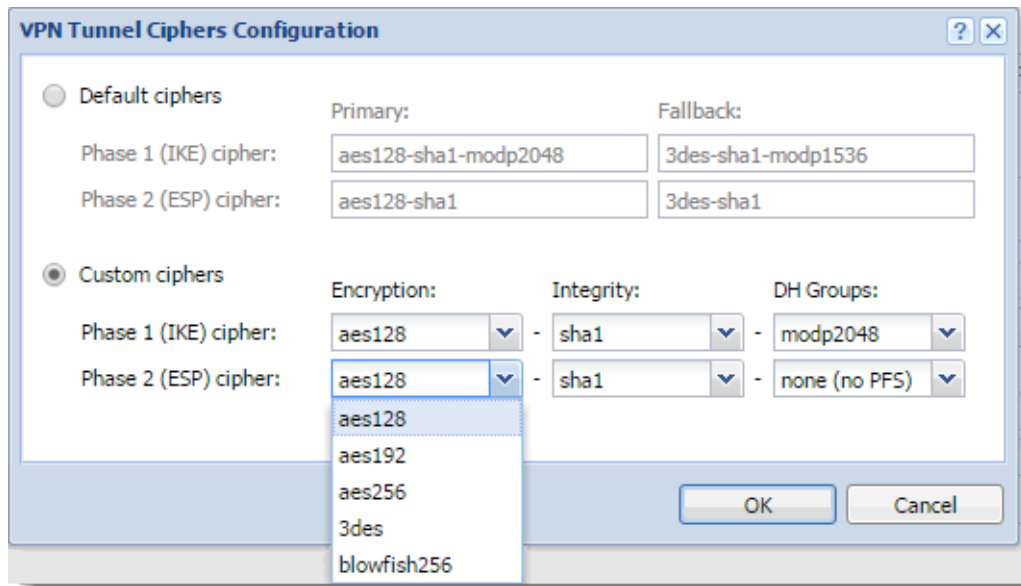 VPN Tunnel Ciphers Configuration ?
Default ciphers
Primary: Fallback:
Phase 1 (IKE) cipher: aes128-sha1-modp2048 3des-sha1-modp1536
Phase 2 (ESP) cipher: aes128-sha1 3des-sha1
Custom ciphers
Encryption: Integrity: DH Groups:
Phase 1 (IKE) cipher: aes128 - sha1 - modp2048
Phase 2 (ESP) cipher: aes128 - sha1 - none (no PFS)
aes128
aes192
aes256
3des
blowfish256
OK Cancel